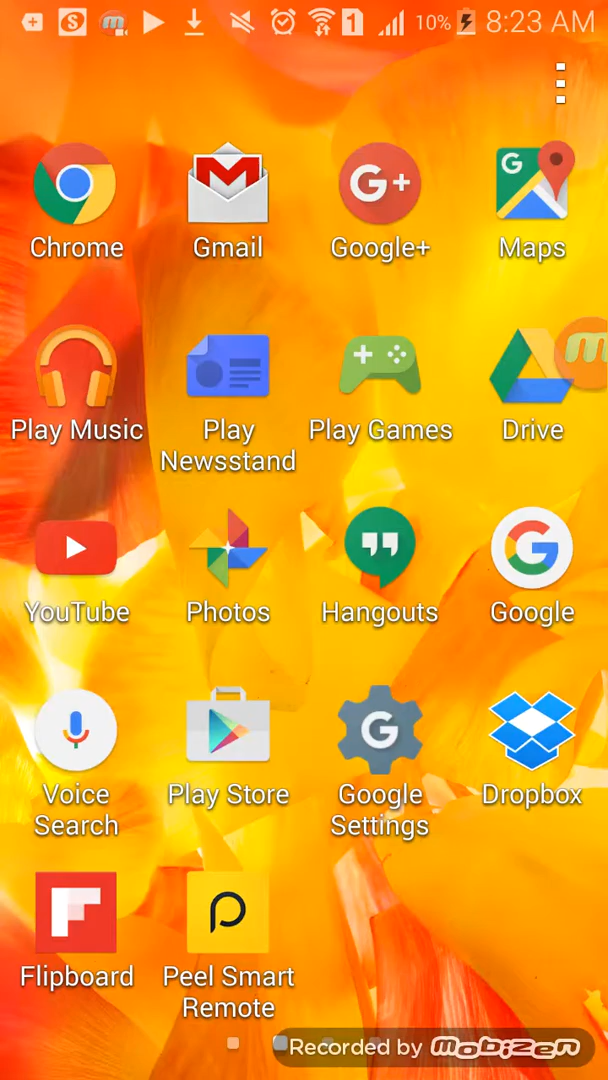 1 10% 8:23 AM
Chrome Gmail Google+ Maps
Play Music Play Newsstand Play Games Drive
YouTube Photos Hangouts Google
Voice Search Play Store Google Settings Dropbox
Flipboard Peel Smart Remote
Recorded by mobizen